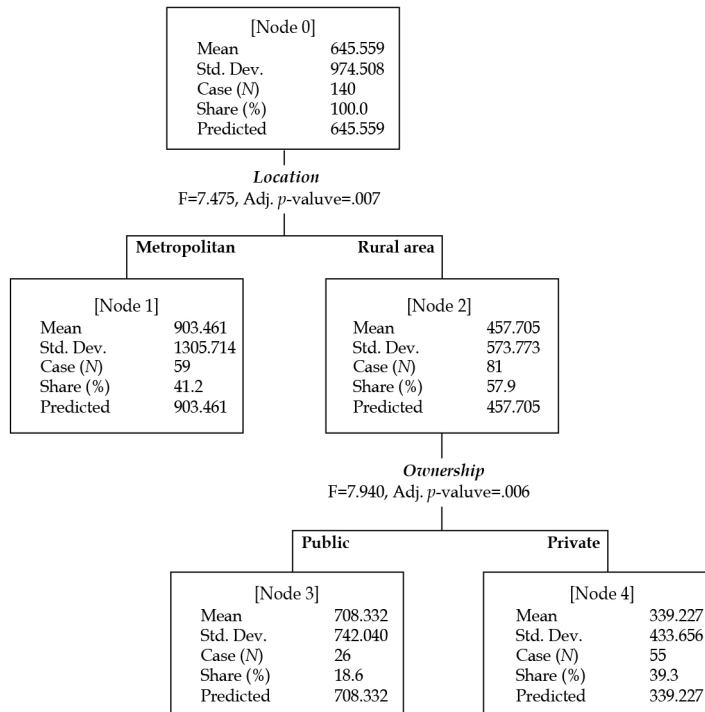 [Node 0]
Mean 645.559
Std. Dev. 974.508
Case (N) 140
Share (%) 100.0
Predicted 645.559
Location
F=7.475, Adj. p-valuve=.007
Metropolitan Rural area
[Node 1]
Mean 903.461
Std. Dev. 1305.714
Case (N) 59
Share (%) 41.2
Predicted 903.461
[Node 2]
Mean 457.705
Std. Dev. 573.773
Case (N) 81
Share (%) 57.9
Predicted 457.705
Ownership
F=7.940, Adj. p-valuve=.006
Public Private
[Node 3]
Mean 708.332
Std. Dev. 742.040
Case (N) 26
Share (%) 18.6
Predicted 708.332
[Node 4]
Mean 339.227
Std. Dev. 433.656
Case (N) 55
Share (%) 39.3
Predicted 339.227